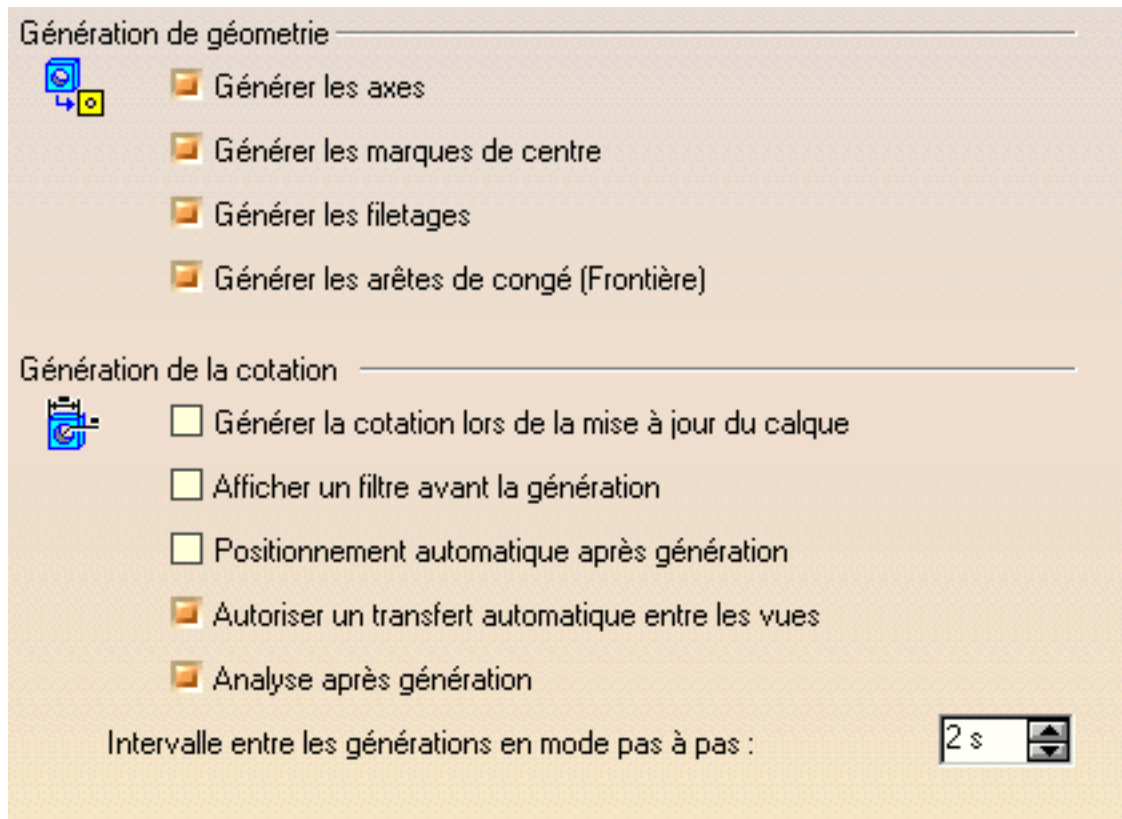 Génération de géometrie
Générer les axes
Générer les marques de centre
Générer les filetages
Générer les arêtes de congé (Frontière)
Génération de la cotation
Générer la cotation lors de la mise à jour du calque
Afficher un filtre avant la génération
Positionnement automatique après génération
Autoriser un transfert automatique entre les vues
Analyse après génération
Intervalle entre les générations en mode pas à pas : 2 s